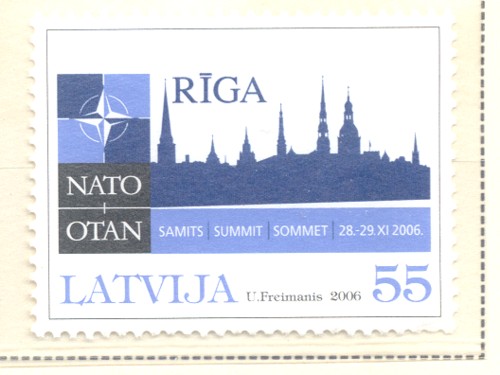 RĪGA
NATO
OTAN
SAMITS | SUMMIT | SOMMET | 28.-29.XI 2006.
LATVIJA U.Freimanis 2006 55